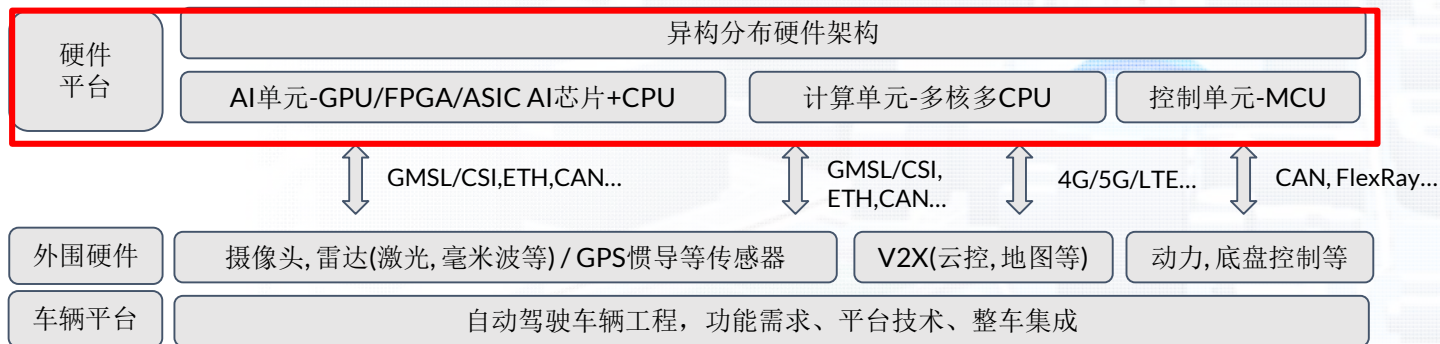 硬件
平台
异构分布硬件架构
AI单元-GPU/FPGA/ASIC AI芯片+CPU
计算单元-多核多CPU
控制单元-MCU
GMSL/CSI,ETH,CAN…
GMSL/CSI,
ETH,CAN…
4G/5G/LTE…
CAN, FlexRay…
外围硬件
摄像头, 雷达(激光, 毫米波等) / GPS惯导等传感器
V2X(云控, 地图等)
动力, 底盘控制等
车辆平台
自动驾驶车辆工程，功能需求、平台技术、整车集成